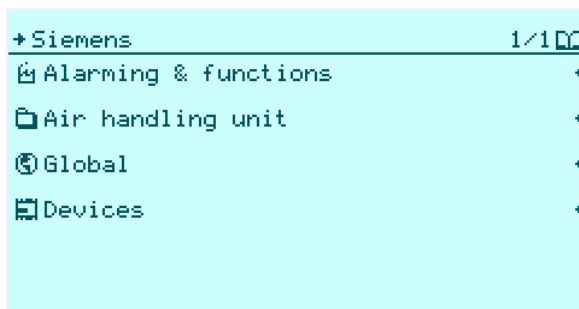 Siemens 1/1
Alarming & functions
Air handling unit
Global
Devices